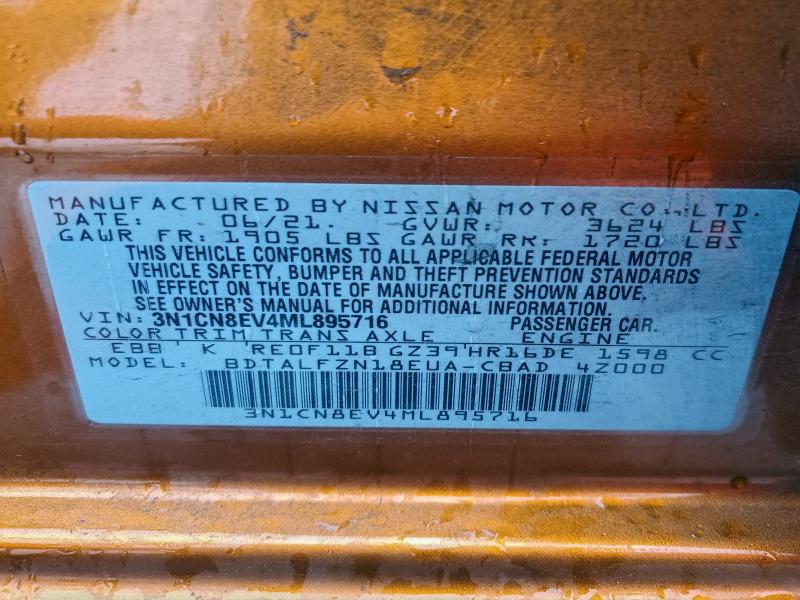 MANUFACTURED BY NISSAN MOTOR CO., LTD.
DATE: 06/21. GVWR: 3624 LBS
GAWR FR: 1905 LBS GAWR RR: 1720 LBS
THIS VEHICLE CONFORMS TO ALL APPLICABLE FEDERAL MOTOR
VEHICLE SAFETY, BUMPER AND THEFT PREVENTION STANDARDS
IN EFFECT ON THE DATE OF MANUFACTURE SHOWN ABOVE.
SEE OWNER'S MANUAL FOR ADDITIONAL INFORMATION.
VIN: 3N1CN8EV4ML895716 PASSENGER CAR.
COLOR TRIM TRANS AXLE ENGINE
EBB K RE0F11B GZ39 HR16DE 1598 CC
MODEL: BDTALFZN18EUA-CBAD 4Z000
3N1CN8EV4ML895716